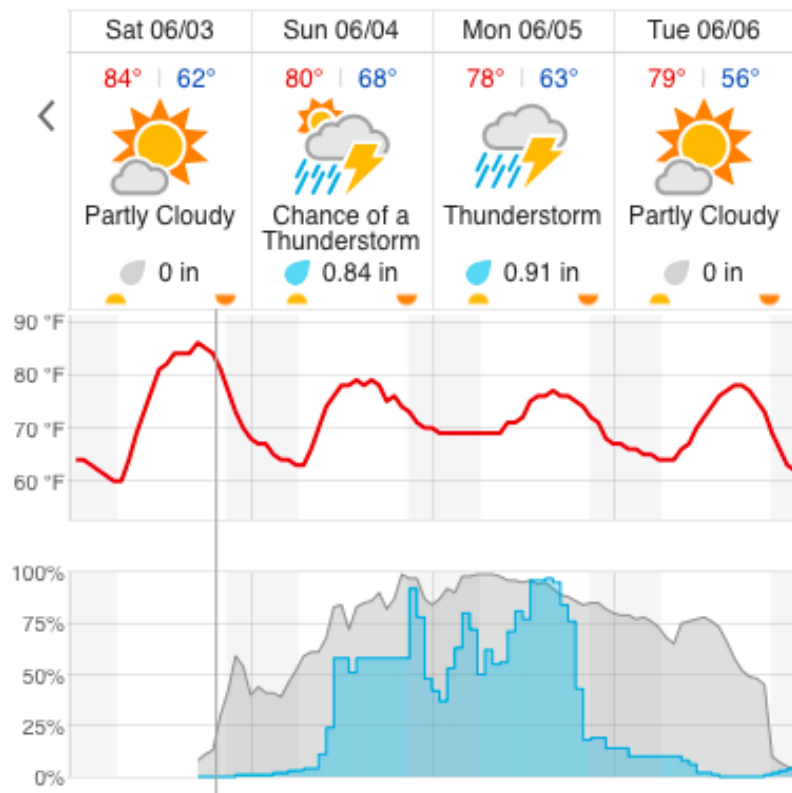 Sat 06/03 Sun 06/04 Mon 06/05 Tue 06/06
84° 62° 80° 68° 78° 63° 79° 56°
Partly Cloudy Chance of a Thunderstorm Partly Cloudy
Thunderstorm
0 in 0.84 in 0.91 in 0 in
90 °F
80 °F
70 °F
60 °F
100%
75%
50%
25%
0%